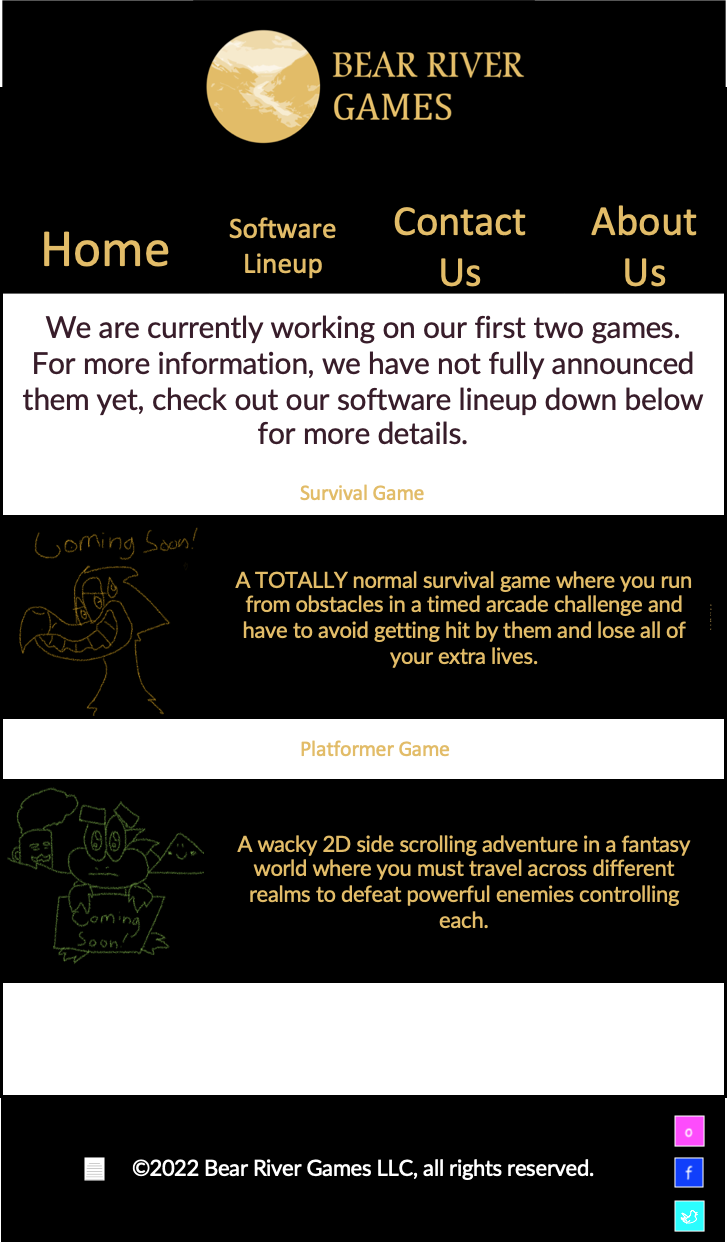 BEAR RIVER
GAMES
Home
Software
Lineup
Contact
Us
About
Us
We are currently working on our first two games.
For more information, we have not fully announced
them yet, check out our software lineup down below
for more details.
Survival Game
Coming Soon!
A TOTALLY normal survival game where you run
from obstacles in a timed arcade challenge and
have to avoid getting hit by them and lose all of
your extra lives.
Platformer Game
Coming
Soon!
A wacky 2D side scrolling adventure in a fantasy
world where you must travel across different
realms to defeat powerful enemies controlling
each.
©2022 Bear River Games LLC, all rights reserved.